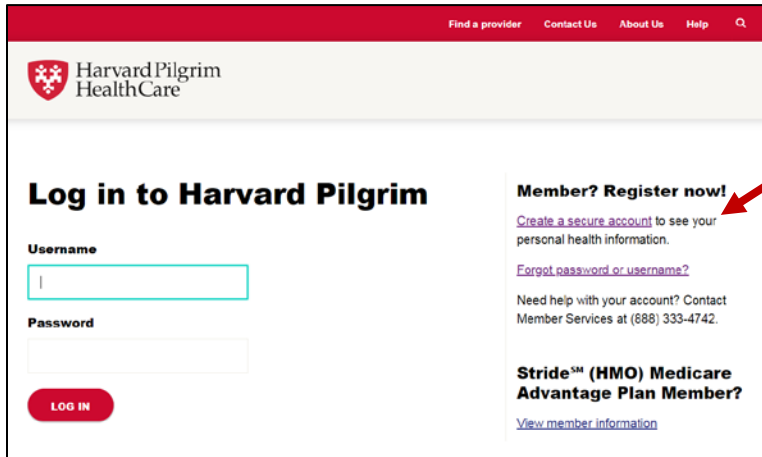 Find a provider Contact Us About Us Help
Harvard Pilgrim
HealthCare
Log in to Harvard Pilgrim
Username
Password
LOG IN
Member? Register now!
Create a secure account to see your
personal health information.
Forgot password or username?
Need help with your account? Contact
Member Services at (888) 333-4742.
Stride℠ (HMO) Medicare
Advantage Plan Member?
View member information